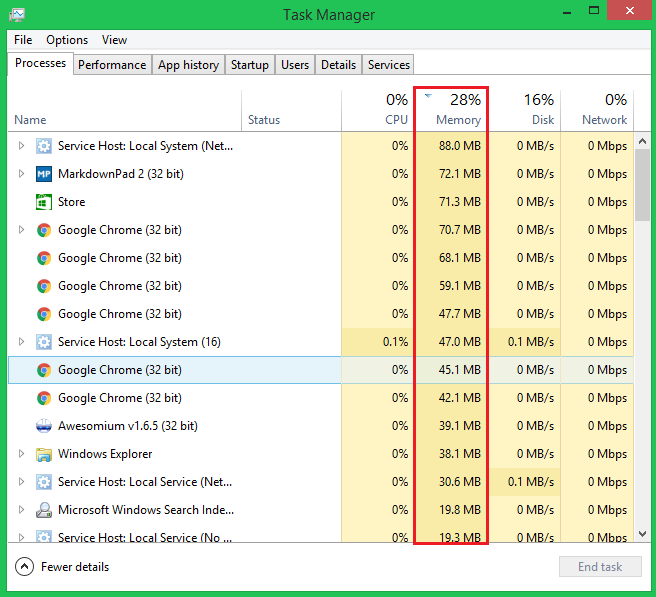 Task Manager
File Options View
Processes Performance App history Startup Users Details Services
0% 28% 16% 0%
Name Status CPU Memory Disk Network
Service Host: Local System (Net... 0% 88.0 MB 0 MB/s 0 Mbps
MP MarkdownPad 2 (32 bit) 0% 72.1 MB 0 MB/s 0 Mbps
Store 0% 71.3 MB 0 MB/s 0 Mbps
Google Chrome (32 bit) 0% 70.7 MB 0 MB/s 0 Mbps
Google Chrome (32 bit) 0% 68.1 MB 0 MB/s 0 Mbps
Google Chrome (32 bit) 0% 59.1 MB 0 MB/s 0 Mbps
Google Chrome (32 bit) 0% 47.7 MB 0 MB/s 0 Mbps
Service Host: Local System (16) 0.1% 47.0 MB 0.1 MB/s 0 Mbps
Google Chrome (32 bit) 0% 45.1 MB 0 MB/s 0 Mbps
Google Chrome (32 bit) 0% 42.1 MB 0 MB/s 0 Mbps
Awesomium v1.6.5 (32 bit) 0% 39.1 MB 0 MB/s 0 Mbps
Windows Explorer 0% 38.1 MB 0 MB/s 0 Mbps
Service Host: Local Service (Net... 0% 30.6 MB 0.1 MB/s 0 Mbps
Microsoft Windows Search Inde... 0% 19.8 MB 0 MB/s 0 Mbps
Service Host: Local Service (No ... 0% 19.3 MB 0 MB/s 0 Mbps
Fewer details End task